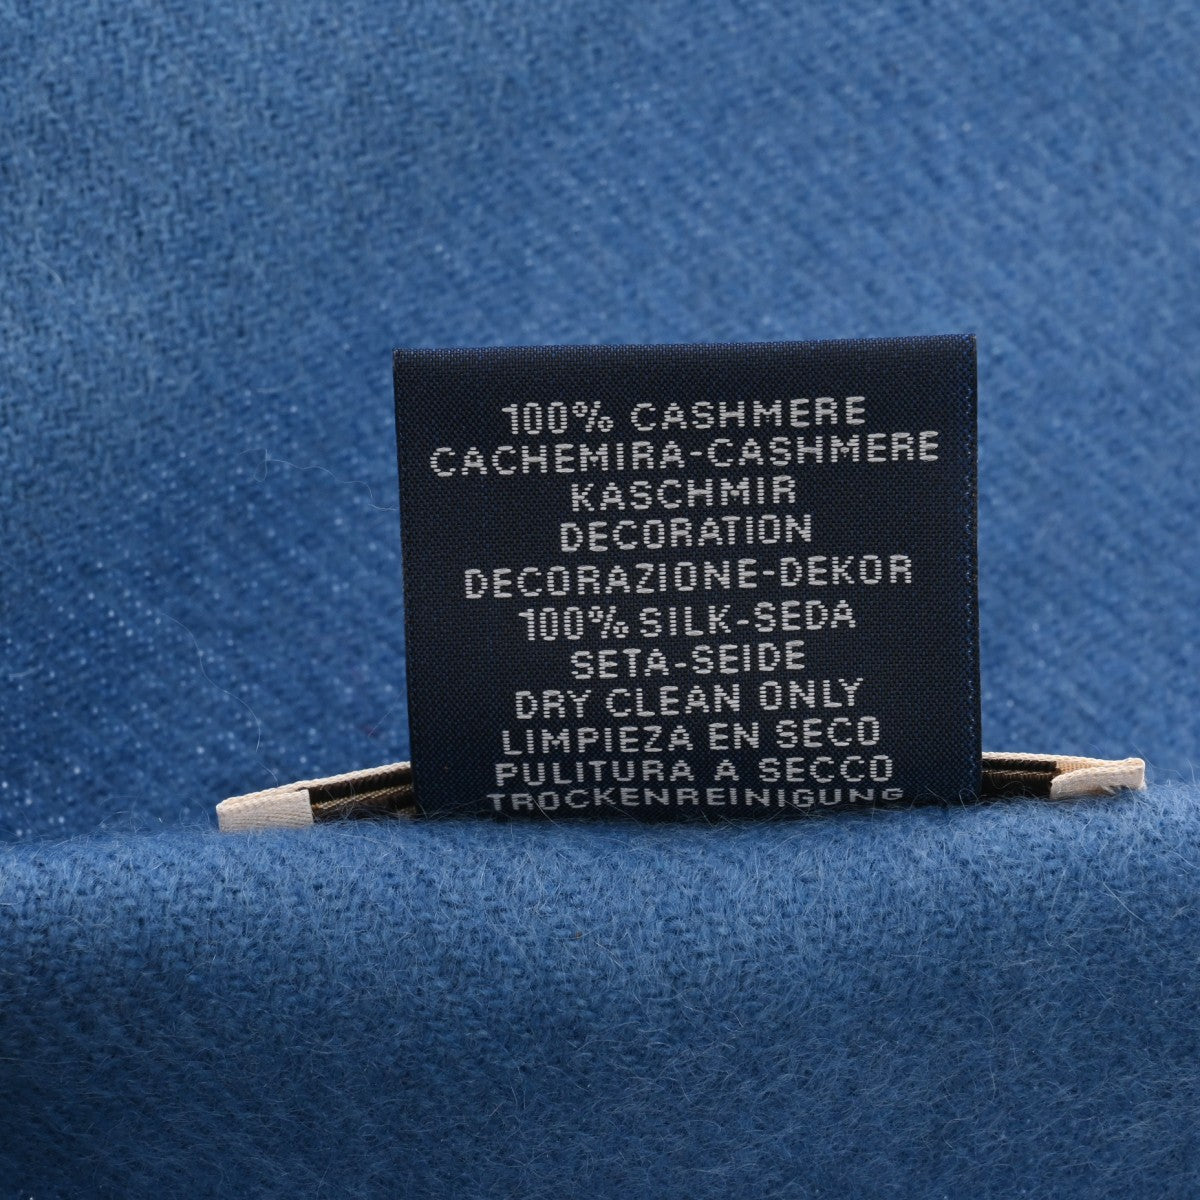 100% CASHMERE
CACHEMIRA-CASHMERE
KASCHMIR
DECORATION
DECORAZIONE-DEKOR
100% SILK-SEDA
SETA-SEIDE
DRY CLEAN ONLY
LIMPIEZA EN SECO
PULITURA A SECCO
TROCKENREINIGUNG